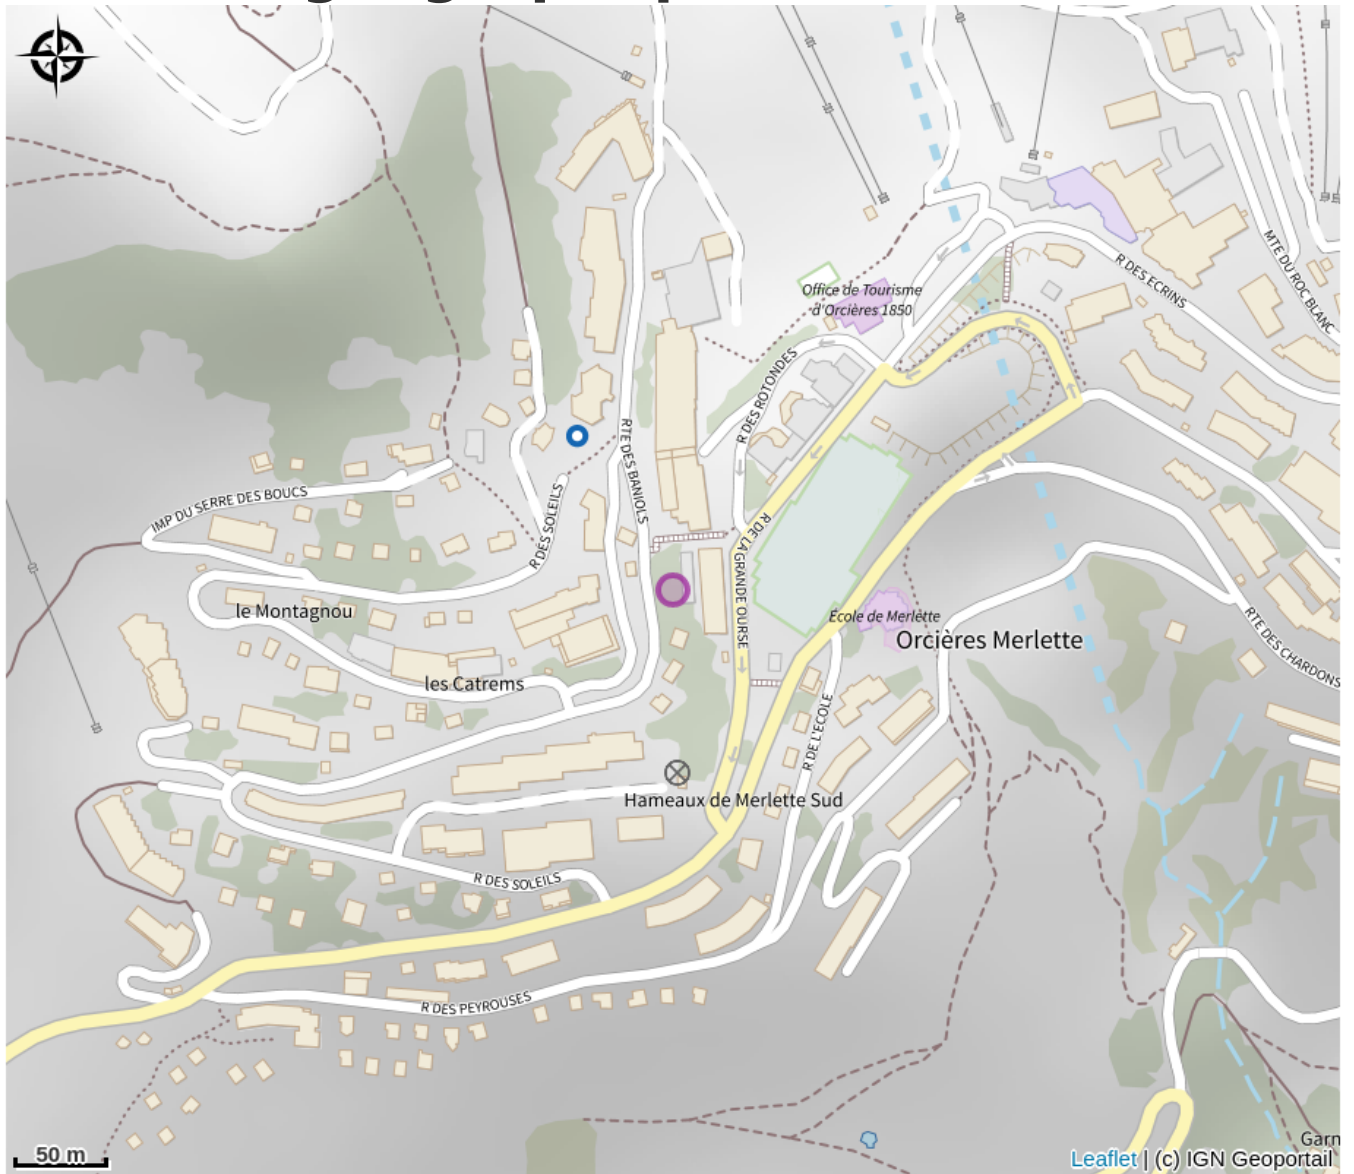 R DES ECRINS
MTE DU ROC BLANC
Office de Tourisme
d'Orcières 1850
R DES ROTONDES
RTE DES BANIOLS
IMP DU SERRE DES BOUCS
R DES SOLEILS
R DE LA GRANDE OURSE
le Montagnou
École de Merlette
Orcières Merlette
RTE DES CHARDONS
les Catrems
R DE L'ECOLE
Hameaux de Merlette Sud
R DES SOLEILS
R DES PEYROUSES
Garn
50 m
Leaflet | (c) IGN Geoportail